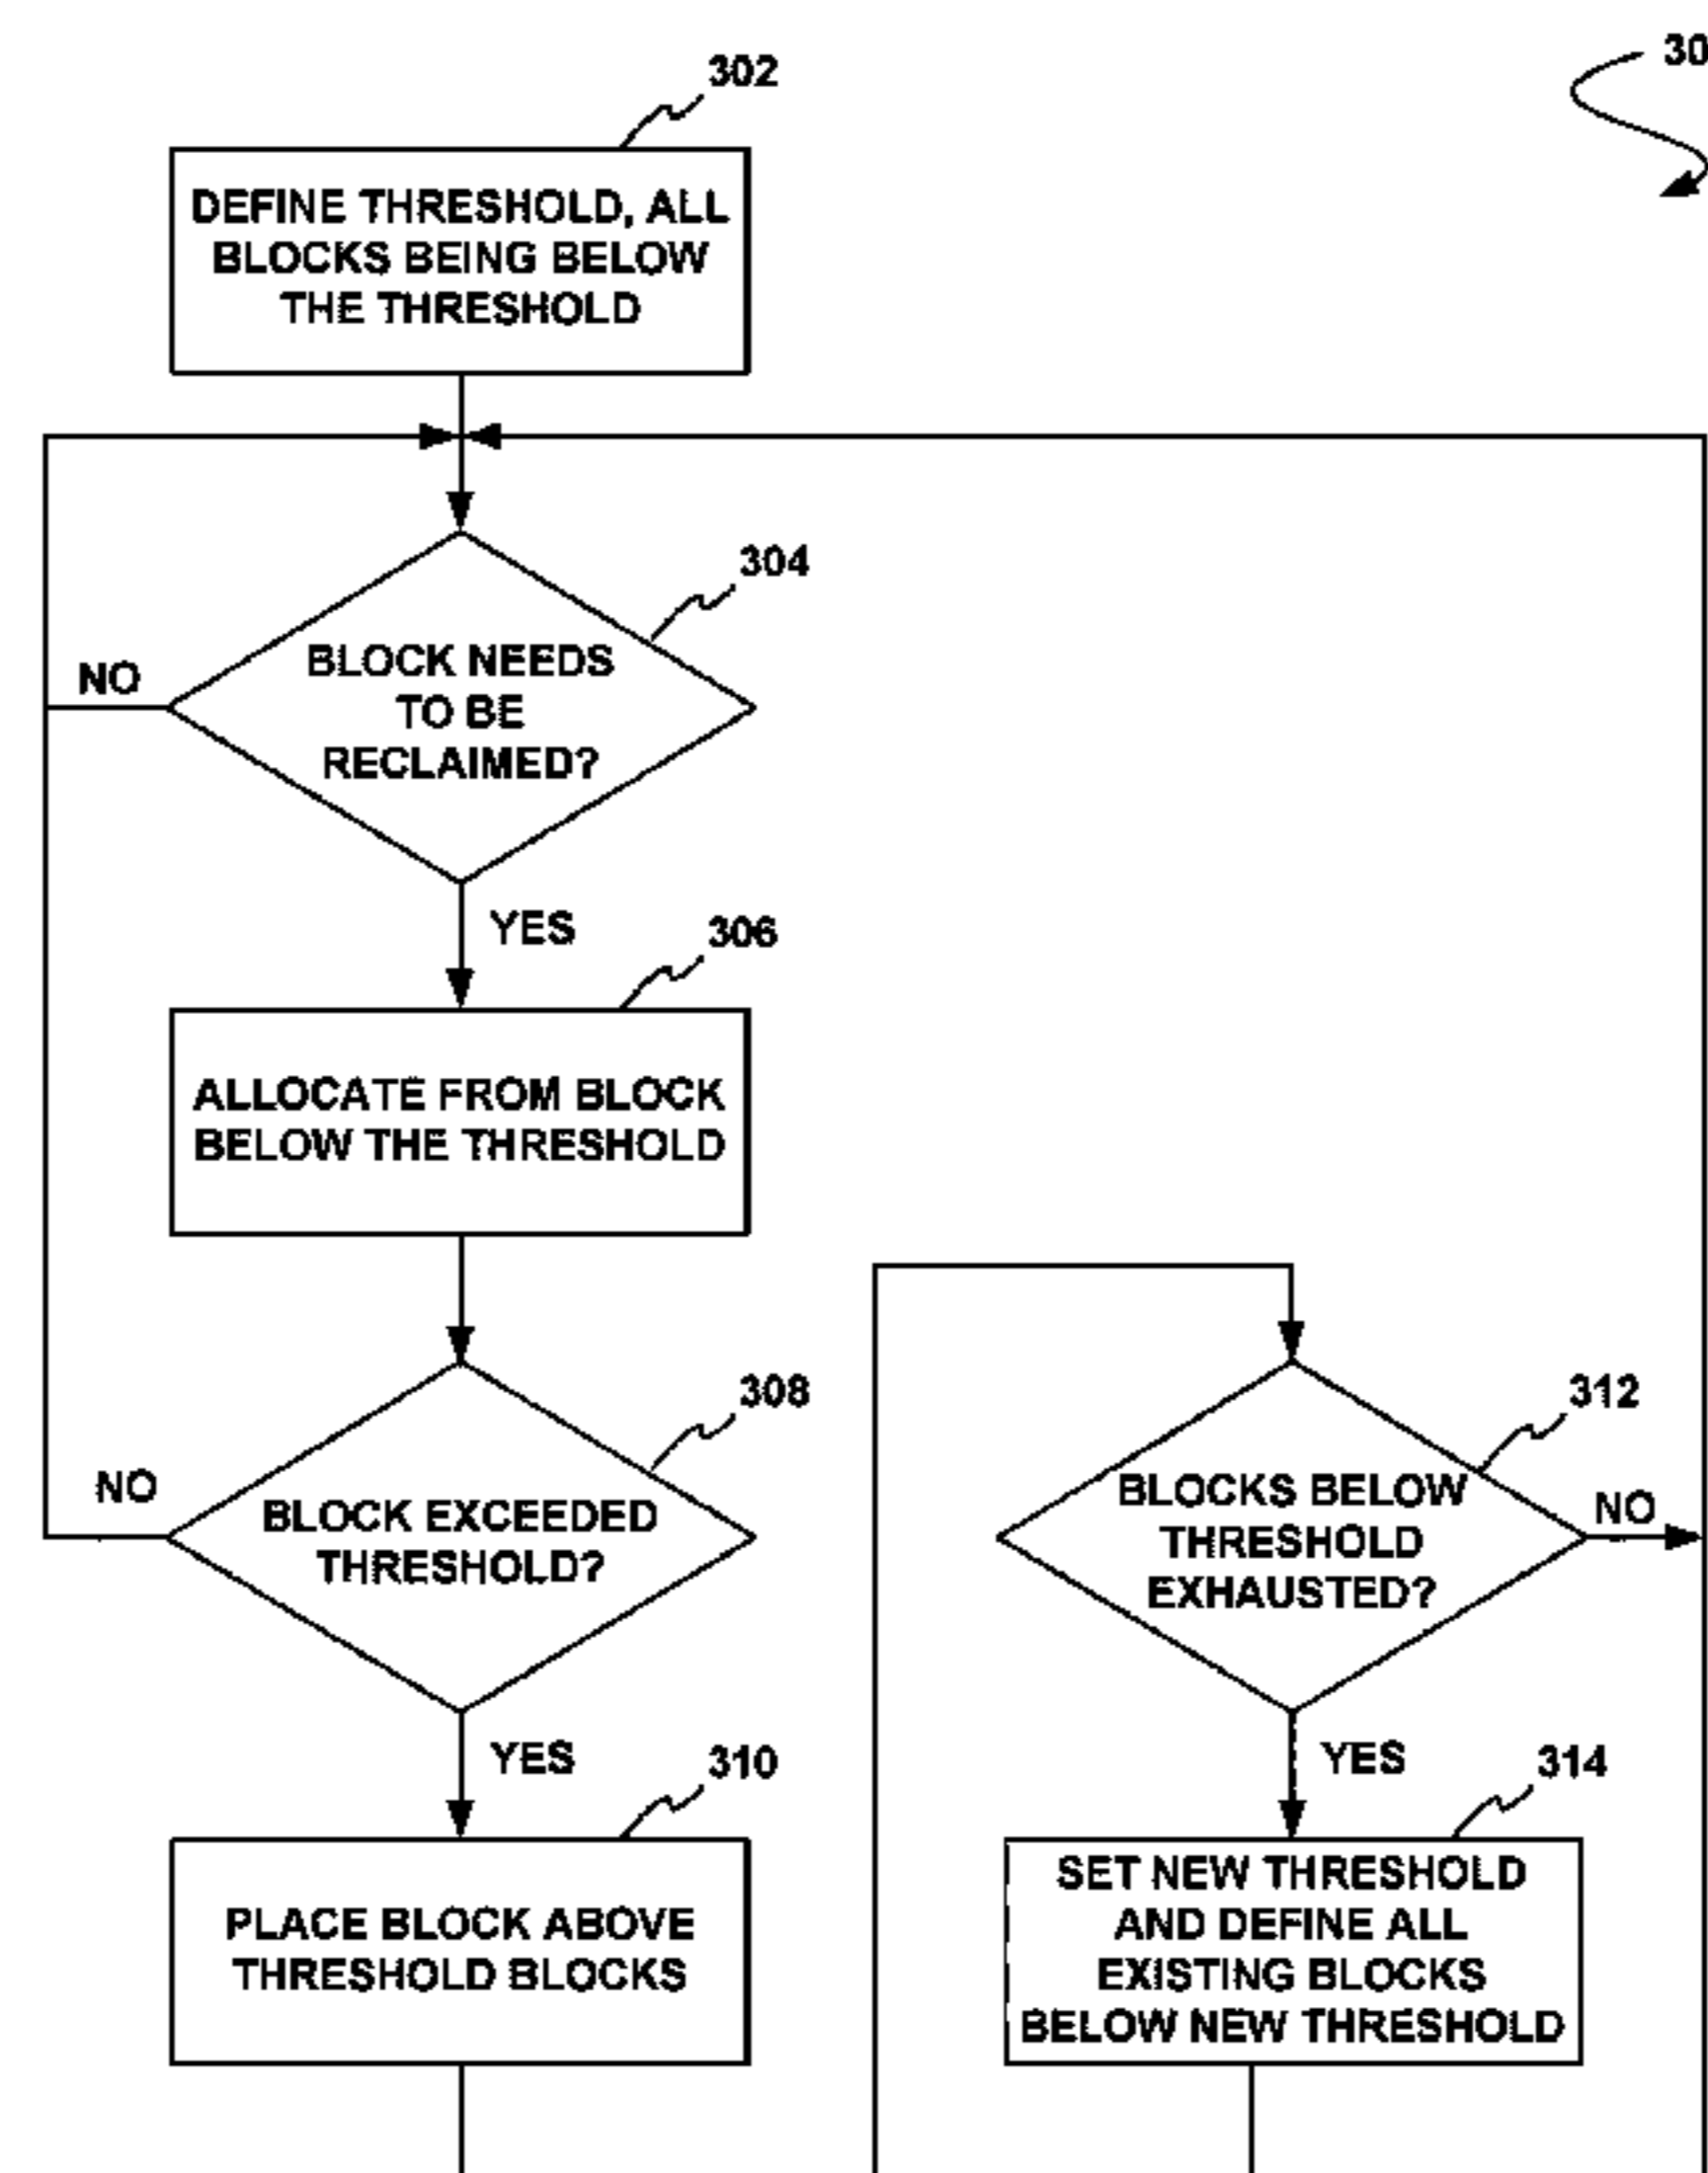 302
30
DEFINE THRESHOLD, ALL
BLOCKS BEING BELOW
THE THRESHOLD
304
BLOCK NEEDS
TO BE
RECLAIMED?
NO
YES
306
ALLOCATE FROM BLOCK
BELOW THE THRESHOLD
308
BLOCK EXCEEDED
THRESHOLD?
NO
YES
310
PLACE BLOCK ABOVE
THRESHOLD BLOCKS
312
BLOCKS BELOW
THRESHOLD
EXHAUSTED?
NO
YES
314
SET NEW THRESHOLD
AND DEFINE ALL
EXISTING BLOCKS
BELOW NEW THRESHOLD